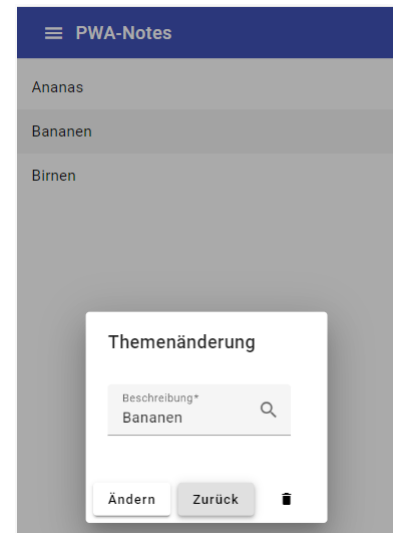 PWA-Notes
Ananas
Bananen
Birnen
Themenänderung
Beschreibung*
Bananen
Ändern Zurück